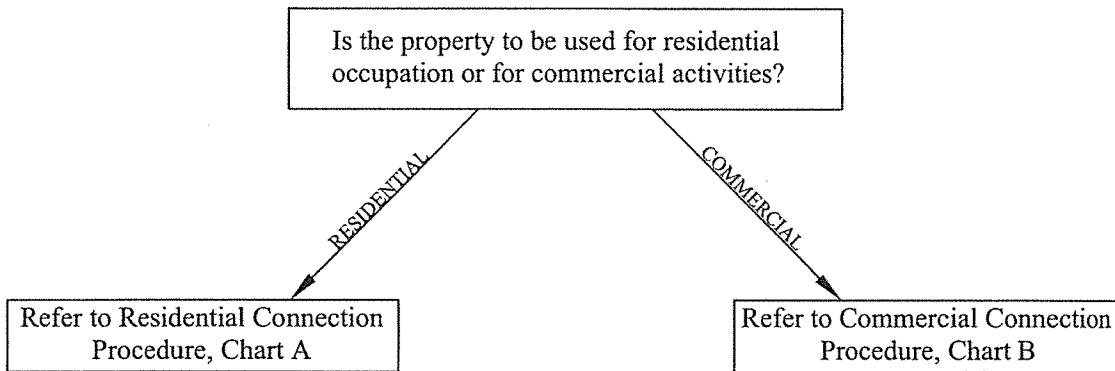 Is the property to be used for residential
occupation or for commercial activities?
RESIDENTIAL
COMMERCIAL
Refer to Residential Connection
Procedure, Chart A
Refer to Commercial Connection
Procedure, Chart B